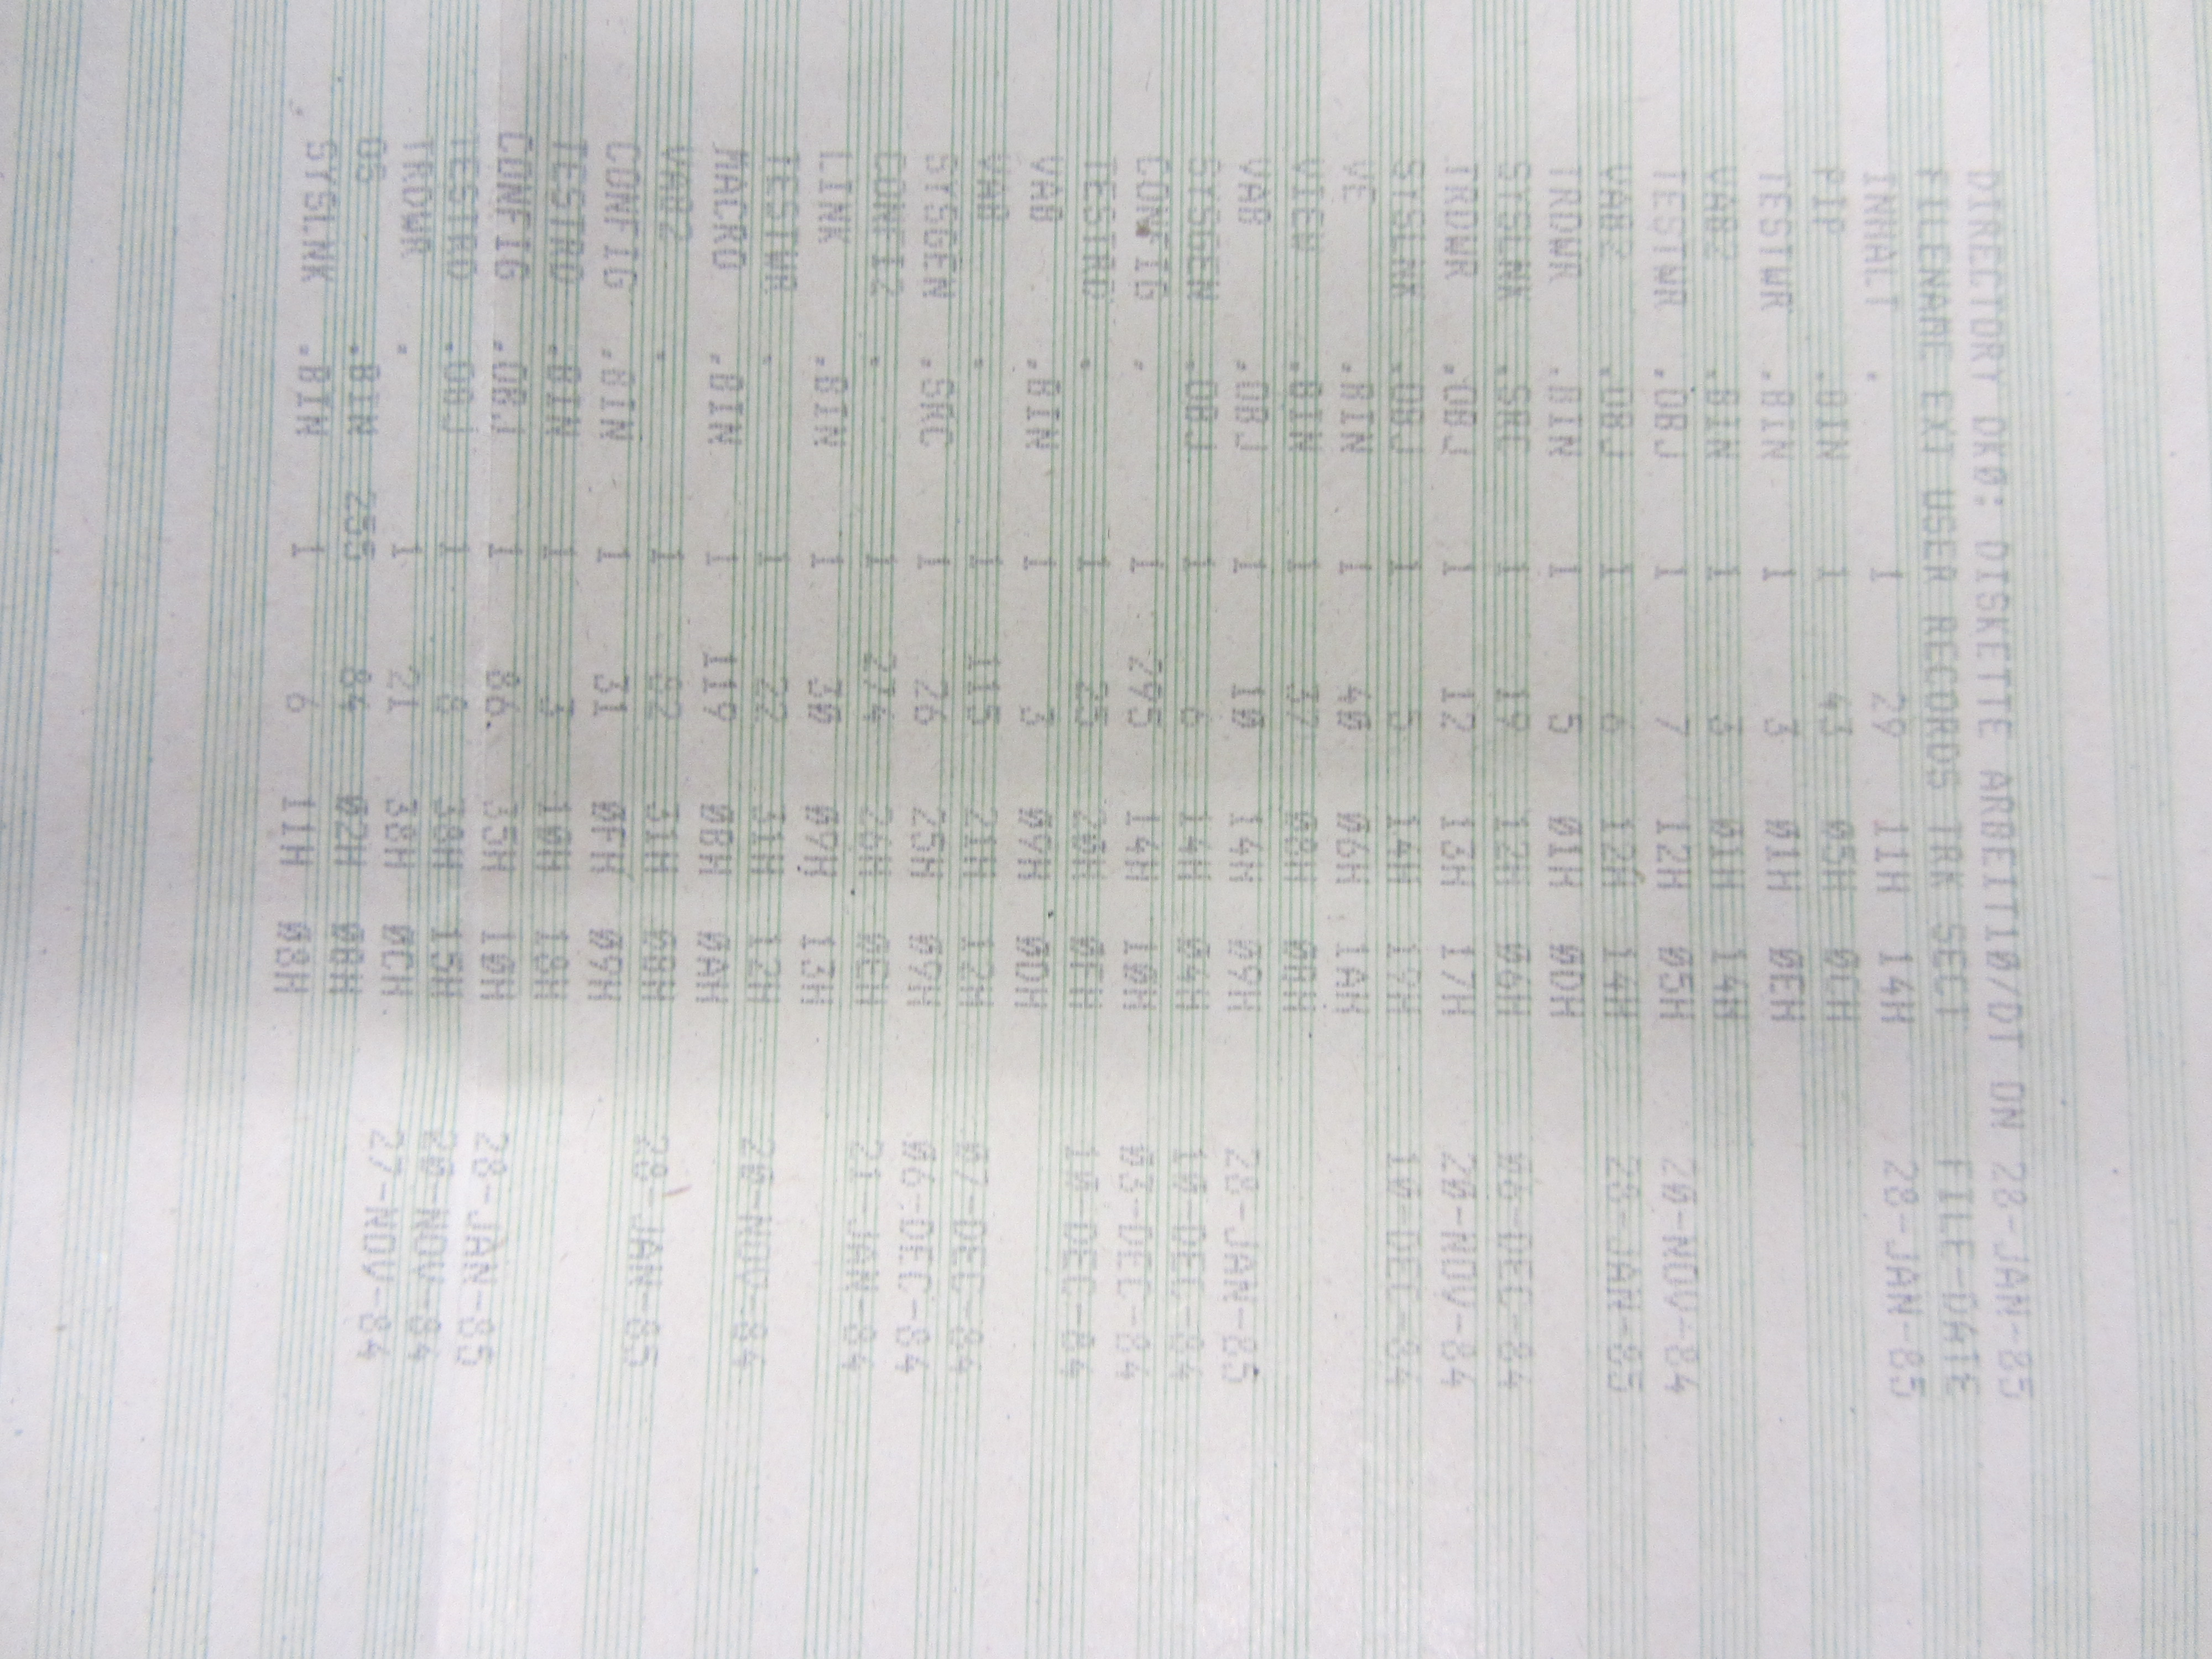 DIRECTORY DK0: DISKETTE ARBEIT10/DT ON 28-JAN-85
FILENAME EXT USER RECORDS TRK SECT FILE-DATE
INHALT . 1 29 11H 14H 28-JAN-85
PIP .BIN 1 43 05H 0CH
TESTWR .BIN 1 3 01H 0EH
VAB2 .BIN 1 3 01H 14H
TESTWR .OBJ 1 7 12H 05H 20-NOV-84
VAB2 .OBJ 1 6 12H 14H 28-JAN-85
TRDWR .BIN 1 5 01H 0DH
SYSLNK .SRC 1 19 12H 06H 06-DEC-84
TRDWR .OBJ 1 12 13H 17H 20-NOV-84
SYSLNK .OBJ 1 5 14H 19H 10-DEC-84
VE .BIN 1 40 06H 1AH
VIEW .BIN 1 37 08H
VAB .OBJ 1 10 14H 09H 28-JAN-85
SYSGEN .OBJ 1 6 14H 04H 10-DEC-84
CONFIG . 1 295 14H 10H 03-DEC-84
TESTRD . 1 20H 0FH 10-DEC-84
VAB .BIN 1 3 09H 0DH
VAB . 1 115 21H 12H 07-DEC-84
SYSGEN .SRC 1 26 25H 09H 06-DEC-84
CONFI2 . 1 274 26H 0EH 21-JAN-84
LINK .BIN 1 30 09H 13H
TESTWR . 1 22 31H 12H 20-NOV-84
MACRO .BIN 1 119 0BH 0AH
VAB2 . 1 31H 28-JAN-85
CONFIG .BIN 1 31 0FH 09H
TESTRD .BIN 1 3 10H 18H
CONFIG .OBJ 1 86 35H 10H 28-JAN-85
TESTRD .OBJ 1 8 38H 15H 20-NOV-84
TRDWR . 1 21 38H 0CH 27-NOV-84
OS .BIN 255 84 02H
SYSLNK .BIN 1 6 11H 08H